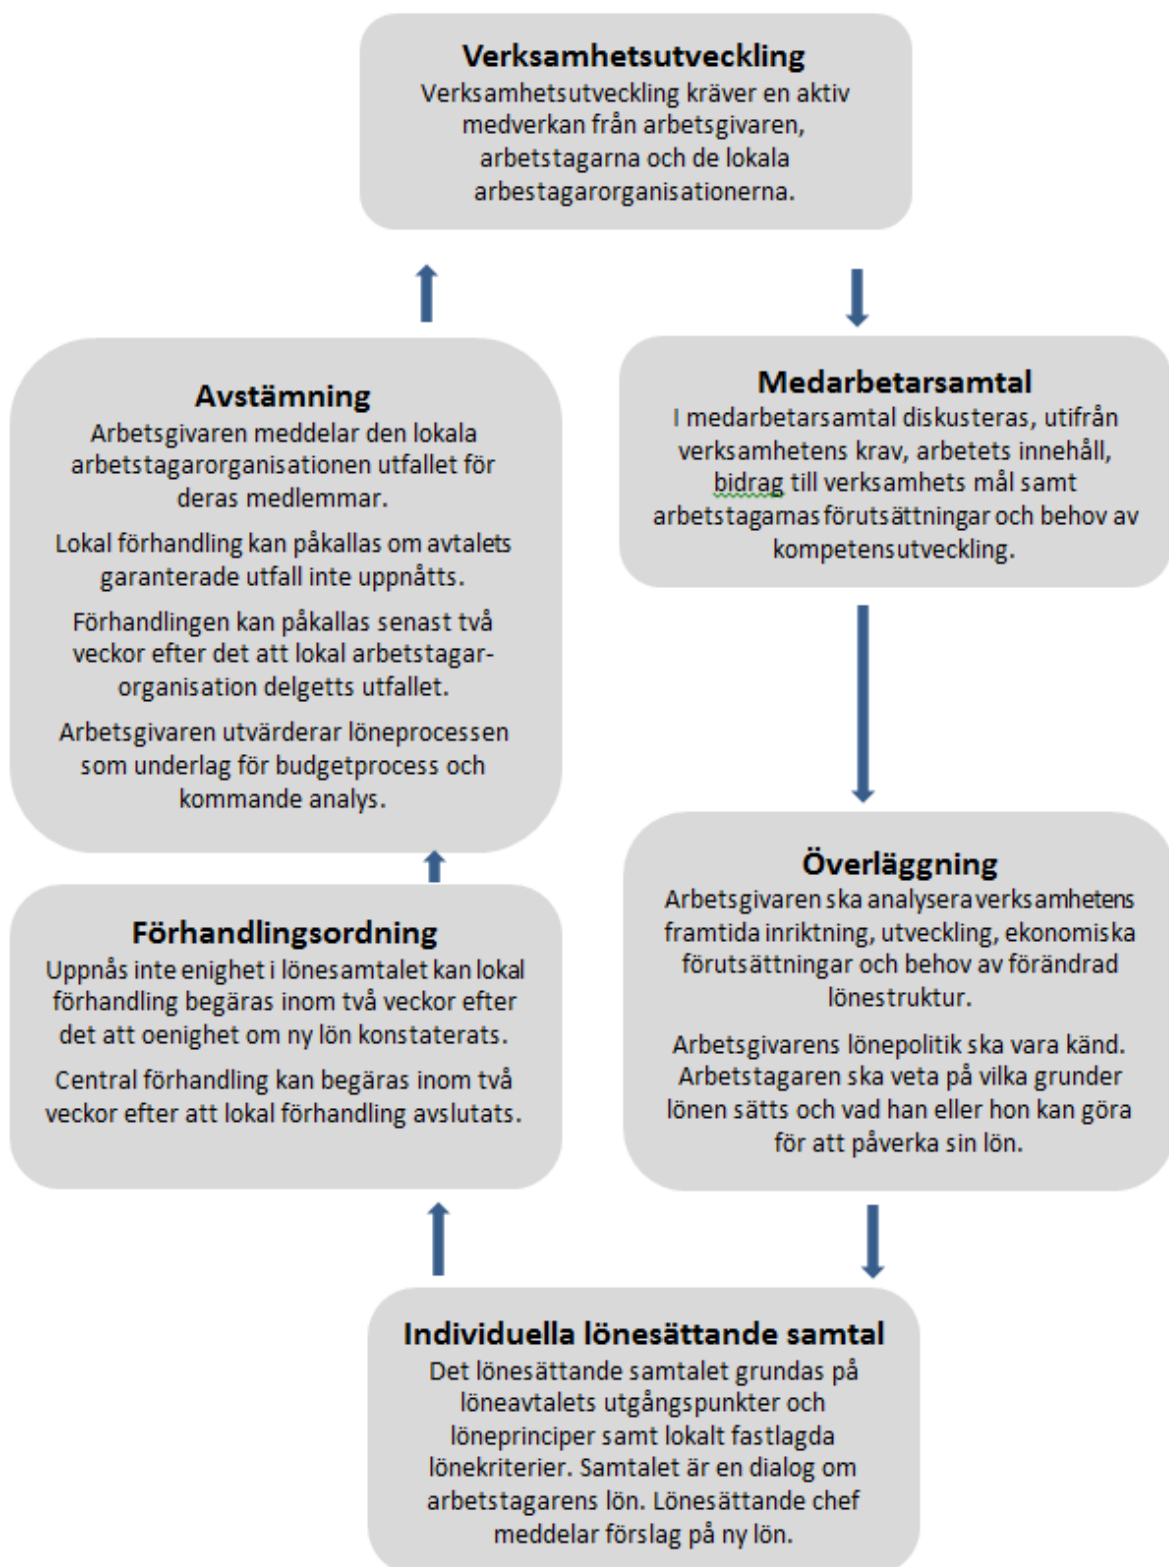 Verksamhetsutveckling
Verksamhetsutveckling kräver en aktiv
medverkan från arbetsgivaren,
arbetstagarna och de lokala
arbestagarorganisationerna.
Medarbetarsamtal
I medarbetarsamtal diskusteras, utifrån
verksamhetens krav, arbetets innehåll,
bidrag till verksamhets mål samt
arbetstagarnas förutsättningar och behov av
kompetensutveckling.
Överläggning
Arbetsgivaren ska analysera verksamhetens
framtida inriktning, utveckling, ekonomiska
förutsättningar och behov av förändrad
lönestruktur.
Arbetsgivarens lönepolitik ska vara känd.
Arbetstagaren ska veta på vilka grunder
lönen sätts och vad han eller hon kan göra
för att påverka sin lön.
Individuella lönesättande samtal
Det lönesättande samtalet grundas på
löneavtalets utgångspunkter och
löneprinciper samt lokalt fastlagda
lönekriterier. Samtalet är en dialog om
arbetstagarens lön. Lönesättande chef
meddelar förslag på ny lön.
Förhandlingsordning
Uppnås inte enighet i lönesamtalet kan lokal
förhandling begäras inom två veckor efter
det att oenighet om ny lön konstaterats.
Central förhandling kan begäras inom två
veckor efter att lokal förhandling avslutats.
Avstämning
Arbetsgivaren meddelar den lokala
arbetstagarorganisationen utfallet för
deras medlemmar.
Lokal förhandling kan påkallas om avtalets
garanterade utfall inte uppnåtts.
Förhandlingen kan påkallas senast två
veckor efter det att lokal arbetstagar-
organisation delgetts utfallet.
Arbetsgivaren utvärderar löneprocessen
som underlag för budgetprocess och
kommande analys.